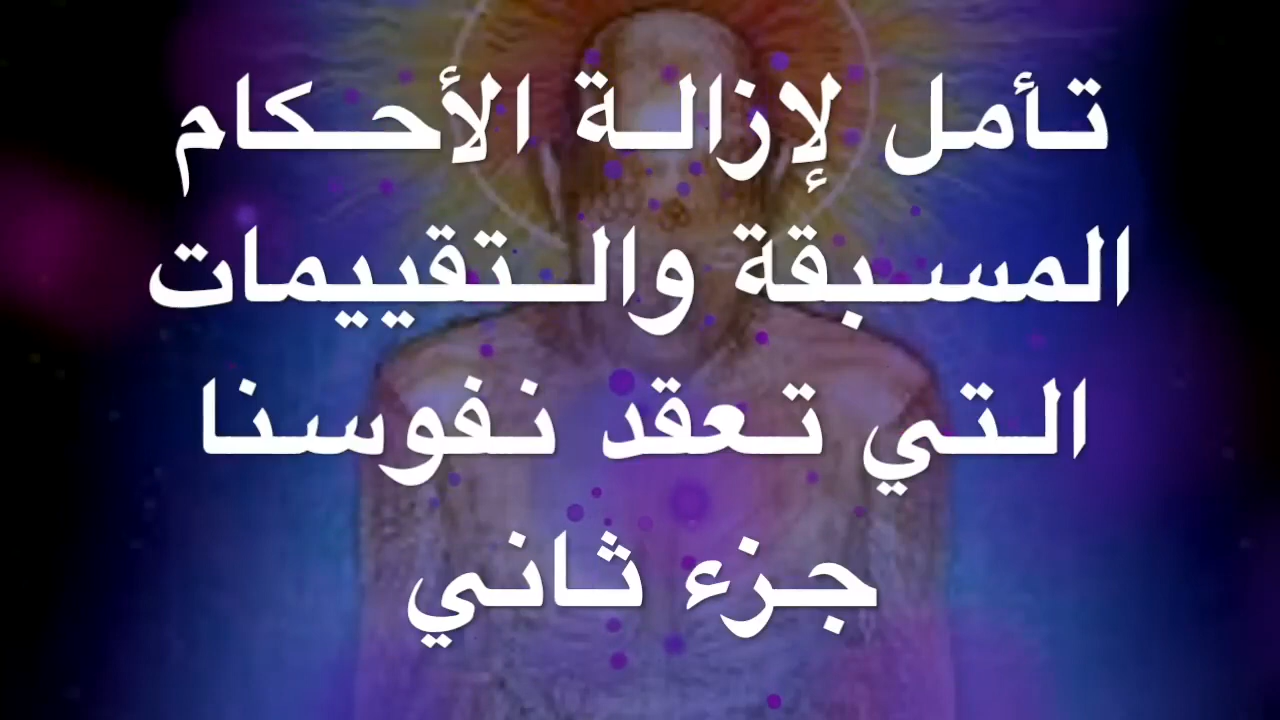 تأمل لإزالة الأحكام
المسبقة والتقييمات
التي تعقد نفوسنا
جزء ثاني